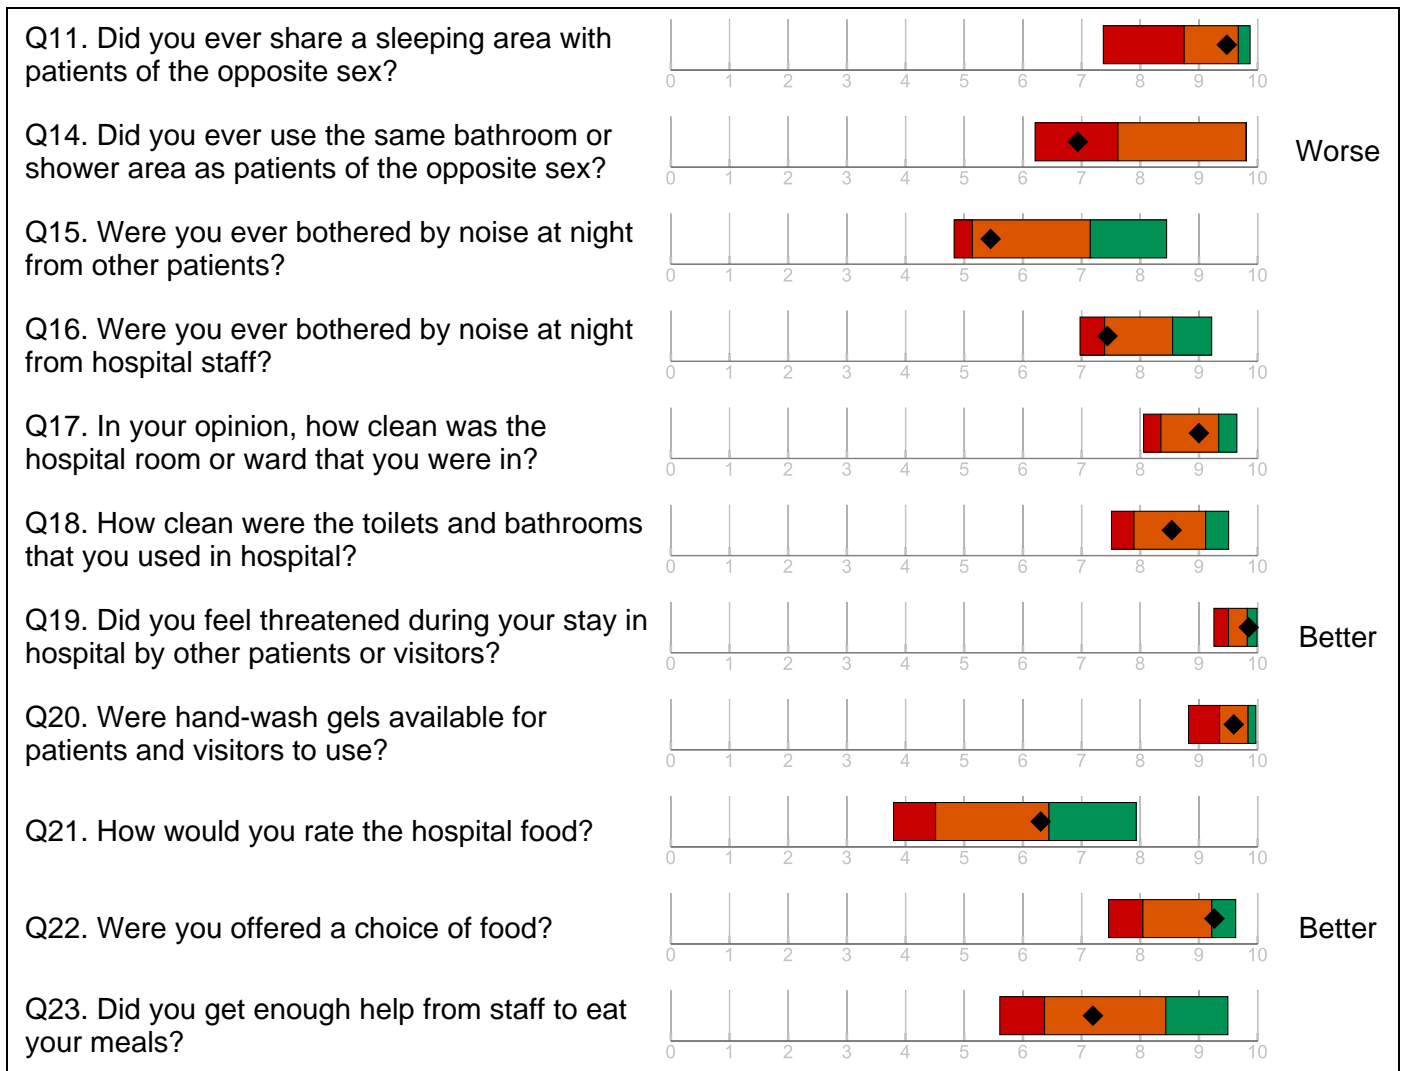 Q11. Did you ever share a sleeping area with
patients of the opposite sex?
0 1 2 3 4 5 6 7 8 9 10
Q14. Did you ever use the same bathroom or
shower area as patients of the opposite sex?
Worse
0 1 2 3 4 5 6 7 8 9 10
Q15. Were you ever bothered by noise at night
from other patients?
0 1 2 3 4 5 6 7 8 9 10
Q16. Were you ever bothered by noise at night
from hospital staff?
0 1 2 3 4 5 6 7 8 9 10
Q17. In your opinion, how clean was the
hospital room or ward that you were in?
0 1 2 3 4 5 6 7 8 9 10
Q18. How clean were the toilets and bathrooms
that you used in hospital?
0 1 2 3 4 5 6 7 8 9 10
Q19. Did you feel threatened during your stay in
hospital by other patients or visitors?
Better
0 1 2 3 4 5 6 7 8 9 10
Q20. Were hand-wash gels available for
patients and visitors to use?
0 1 2 3 4 5 6 7 8 9 10
Q21. How would you rate the hospital food?
0 1 2 3 4 5 6 7 8 9 10
Q22. Were you offered a choice of food?
Better
0 1 2 3 4 5 6 7 8 9 10
Q23. Did you get enough help from staff to eat
your meals?
0 1 2 3 4 5 6 7 8 9 10